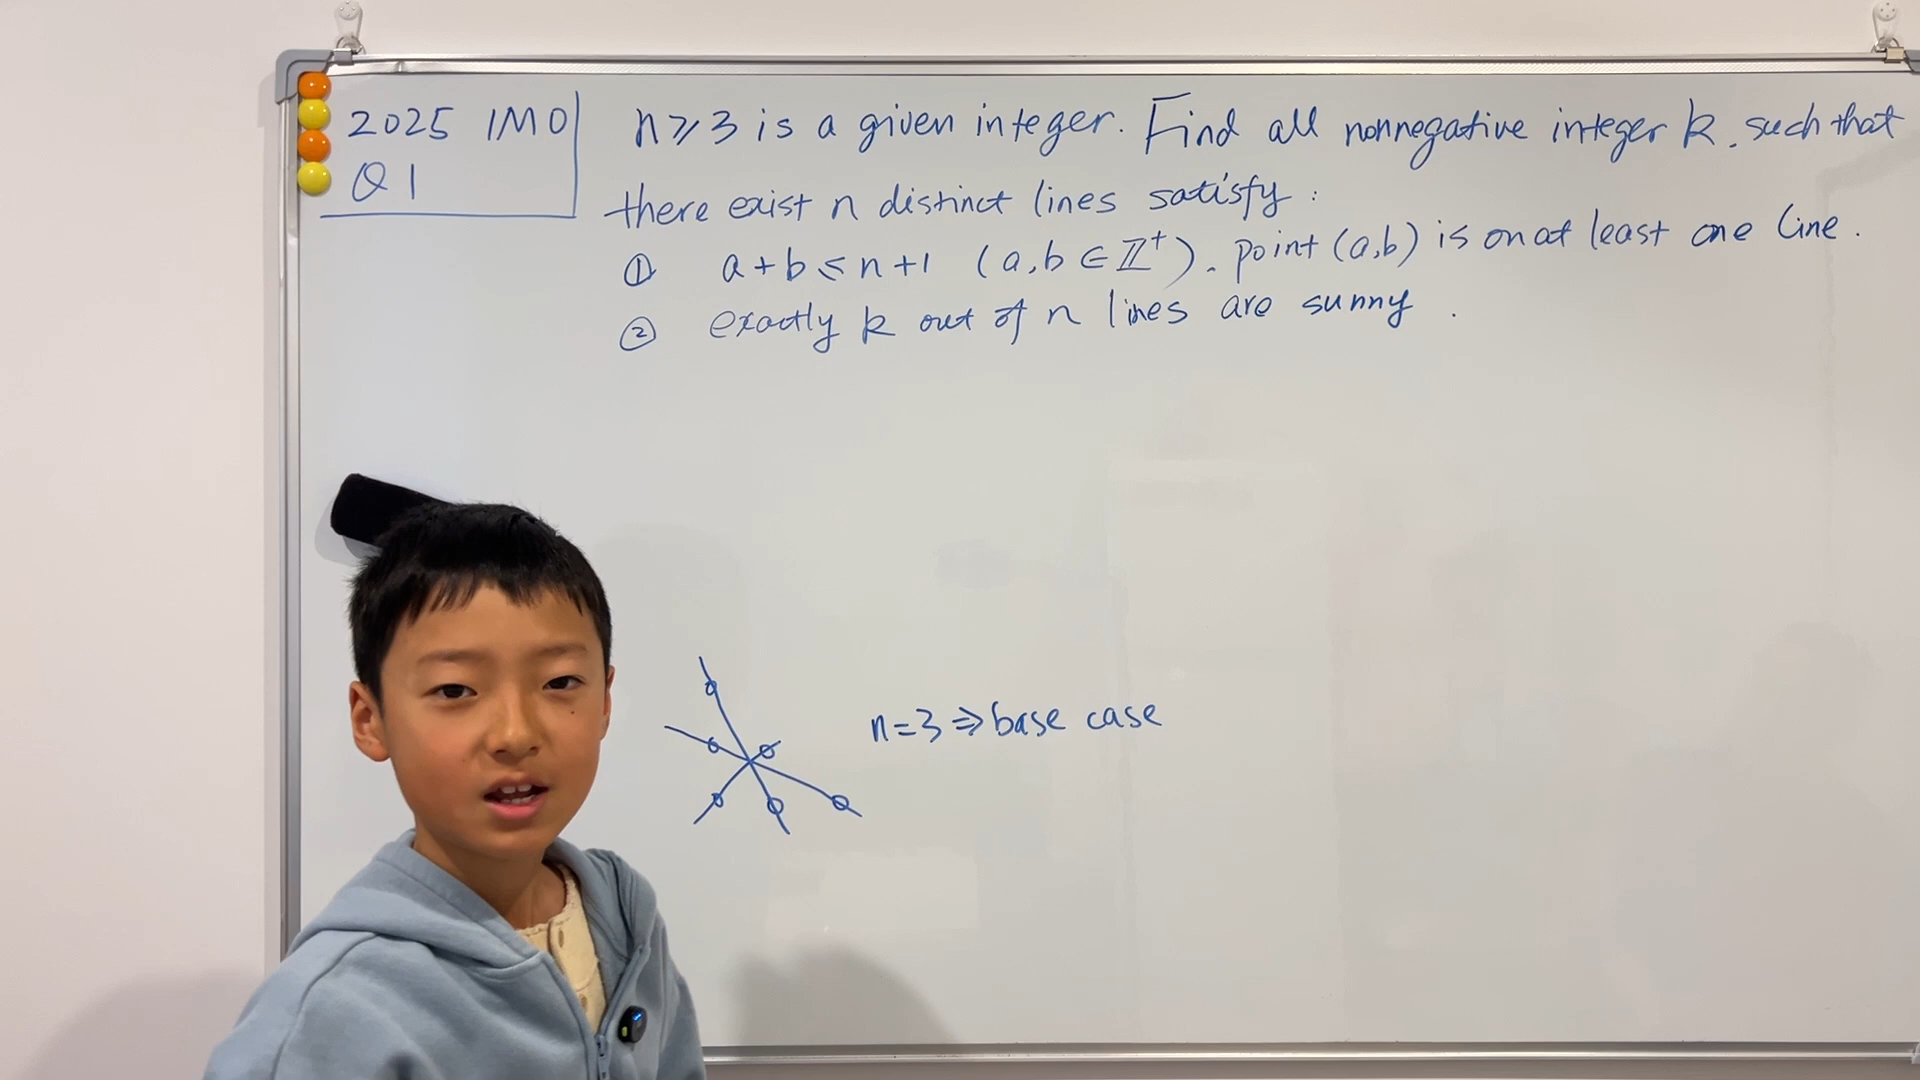 2025 IMO
Q1
n⩾3 is a given integer. Find all nonnegative integer k, such that
there exist n distinct lines satisfy:
① a+b⩽n+1 (a,b∈ℤ⁺). point (a,b) is on at least one line.
② exactly k out of n lines are sunny.
n=3⇒base case